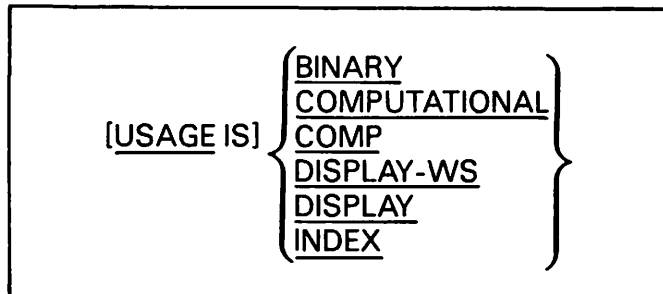 BINARY
COMPUTATIONAL
[USAGE IS] COMP
DISPLAY-WS
DISPLAY
INDEX